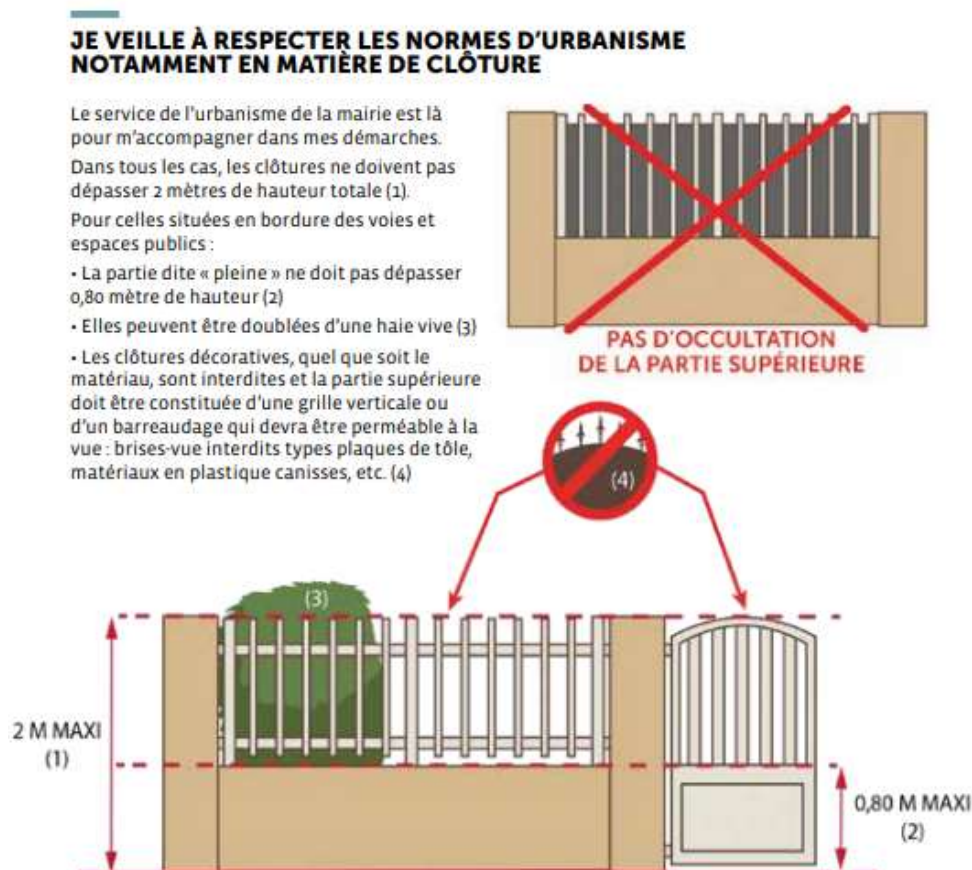 JE VEILLE À RESPECTER LES NORMES D'URBANISME
NOTAMMENT EN MATIÈRE DE CLÔTURE
Le service de l'urbanisme de la mairie est là
pour m'accompagner dans mes démarches.
Dans tous les cas, les clôtures ne doivent pas
dépasser 2 mètres de hauteur totale (1).
Pour celles situées en bordure des voies et
espaces publics :
• La partie dite « pleine » ne doit pas dépasser
0,80 mètre de hauteur (2)
• Elles peuvent être doublées d'une haie vive (3)
• Les clôtures décoratives, quel que soit le
matériau, sont interdites et la partie supérieure
doit être constituée d'une grille verticale ou
d'un barreaudage qui devra être perméable à la
vue : brises-vue interdits types plaques de tôle,
matériaux en plastique canisses, etc. (4)
PAS D'OCCULTATION
DE LA PARTIE SUPÉRIEURE
(4)
(3)
2 M MAXI
(1)
0,80 M MAXI
(2)